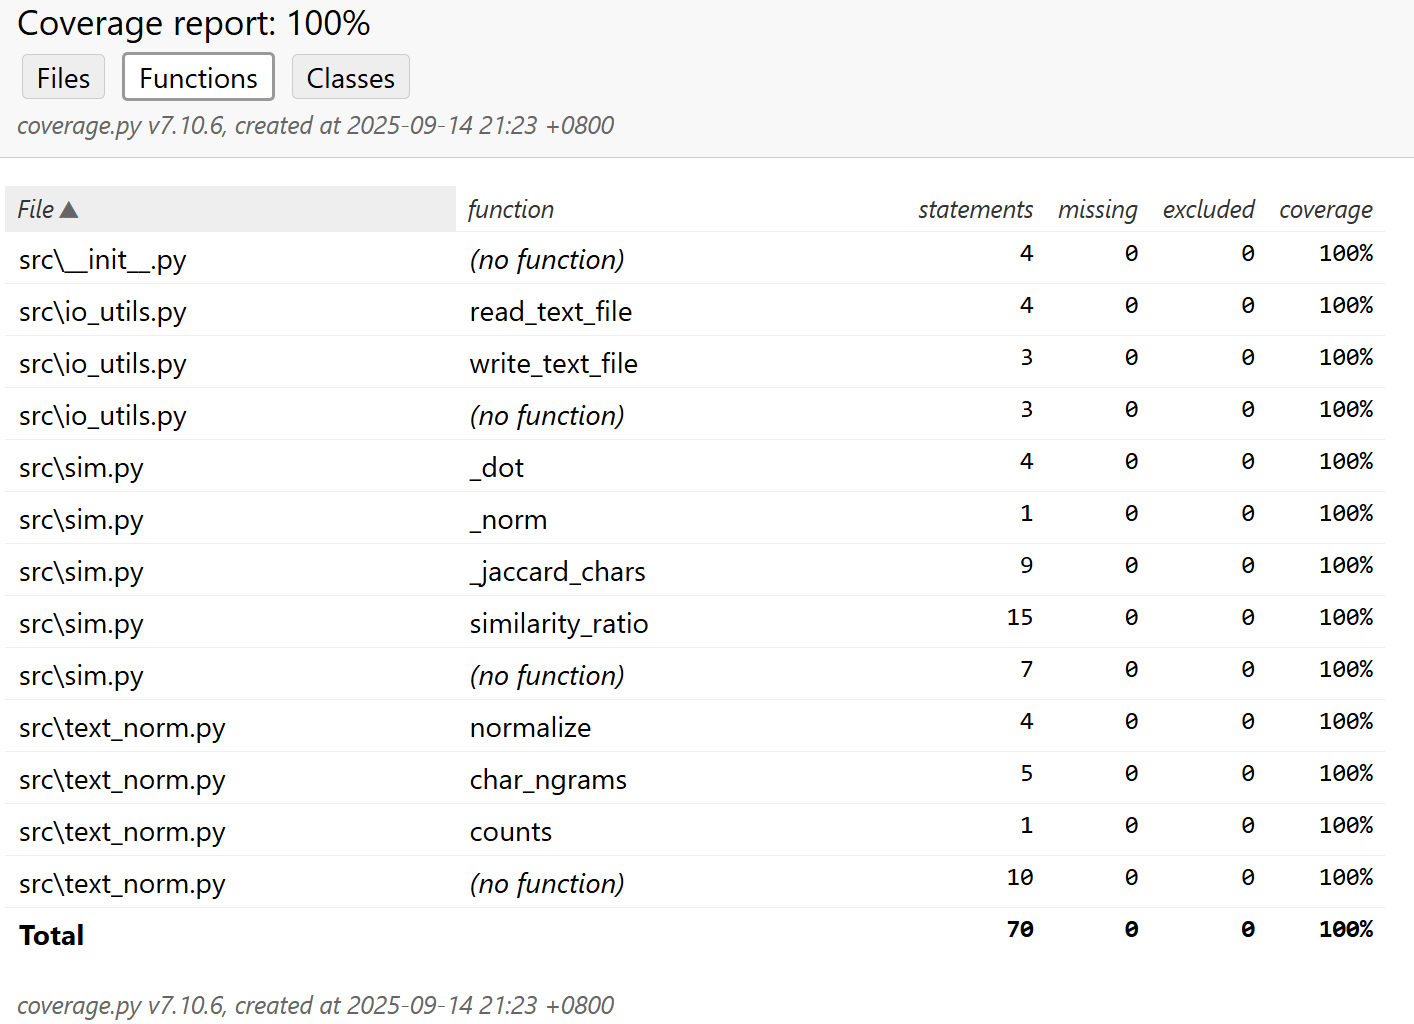 Coverage report: 100%
Files Functions Classes
coverage.py v7.10.6, created at 2025-09-14 21:23 +0800
File ▲ function statements missing excluded coverage
src\__init__.py (no function) 4 0 0 100%
src\io_utils.py read_text_file 4 0 0 100%
src\io_utils.py write_text_file 3 0 0 100%
src\io_utils.py (no function) 3 0 0 100%
src\sim.py _dot 4 0 0 100%
src\sim.py _norm 1 0 0 100%
src\sim.py _jaccard_chars 9 0 0 100%
src\sim.py similarity_ratio 15 0 0 100%
src\sim.py (no function) 7 0 0 100%
src\text_norm.py normalize 4 0 0 100%
src\text_norm.py char_ngrams 5 0 0 100%
src\text_norm.py counts 1 0 0 100%
src\text_norm.py (no function) 10 0 0 100%
Total 70 0 0 100%
coverage.py v7.10.6, created at 2025-09-14 21:23 +0800